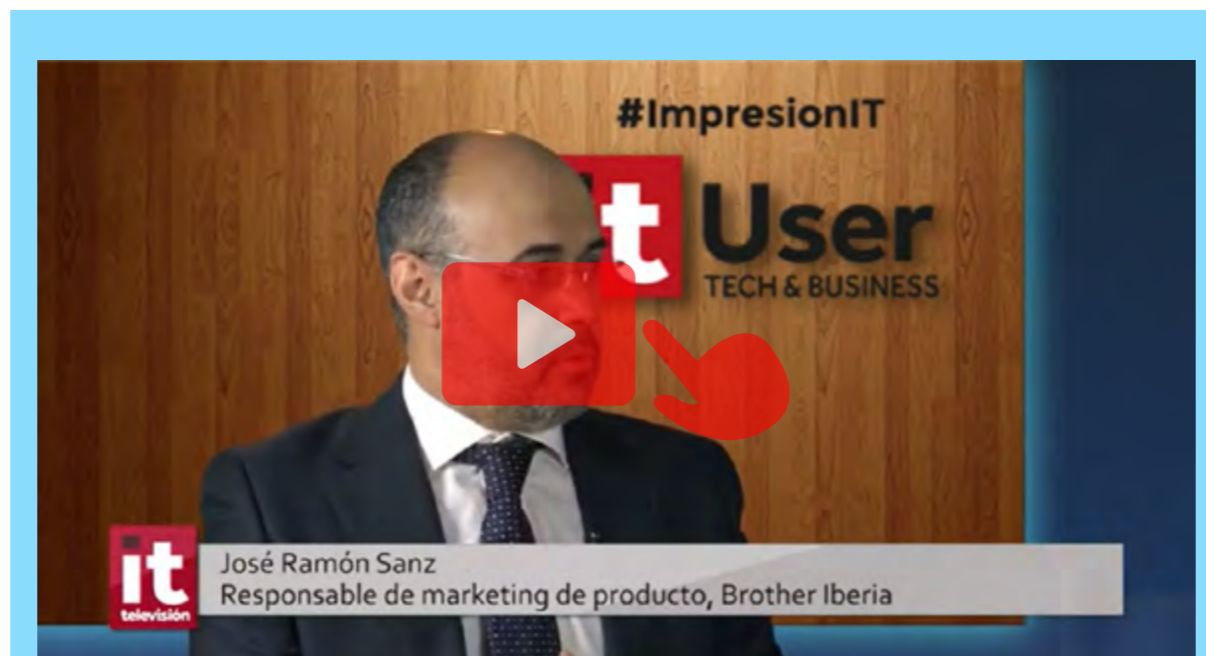 #ImpresionIT
it User
TECH & BUSINESS
it
televisión
José Ramón Sanz
Responsable de marketing de producto, Brother Iberia